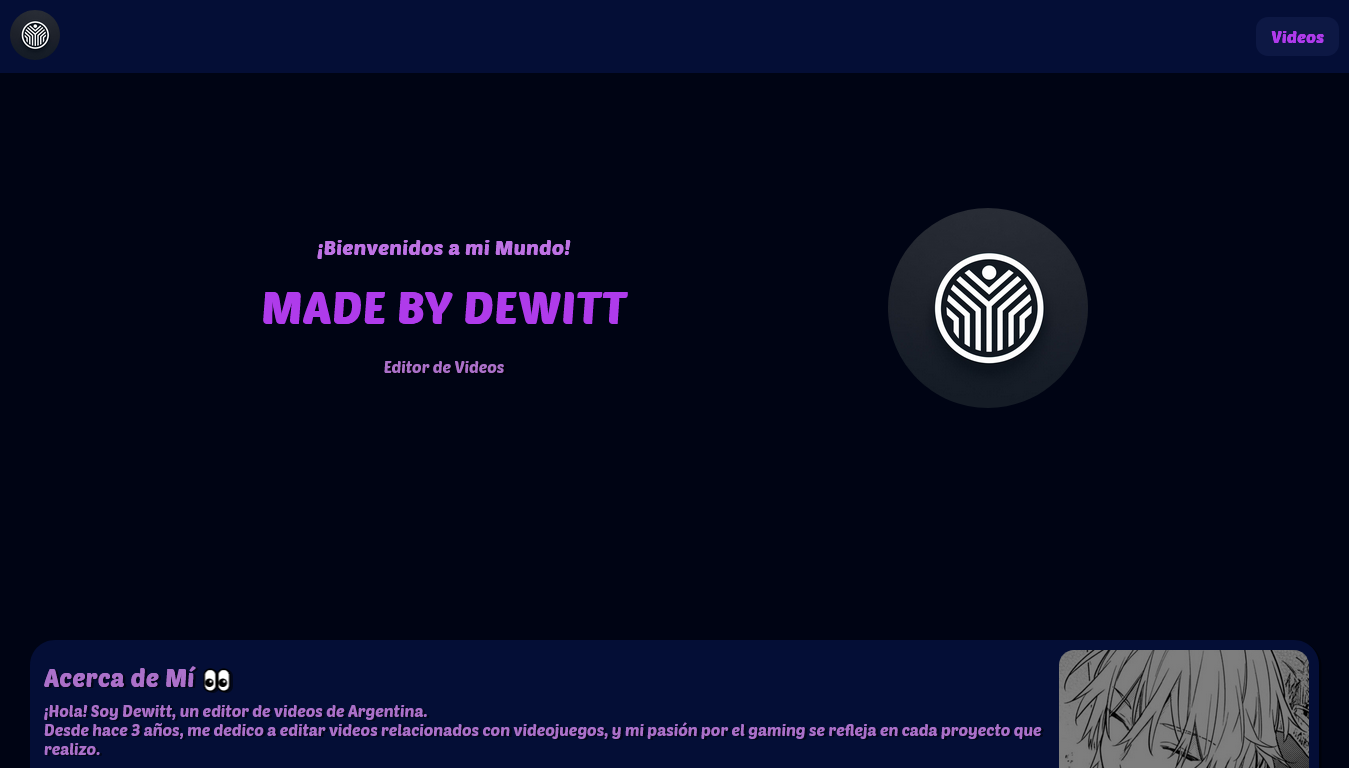 Videos
¡Bienvenidos a mi Mundo!
MADE BY DEWITT
Editor de Videos
Acerca de Mí 👀
¡Hola! Soy Dewitt, un editor de videos de Argentina.
Desde hace 3 años, me dedico a editar videos relacionados con videojuegos, y mi pasión por el gaming se refleja en cada proyecto que
realizo.